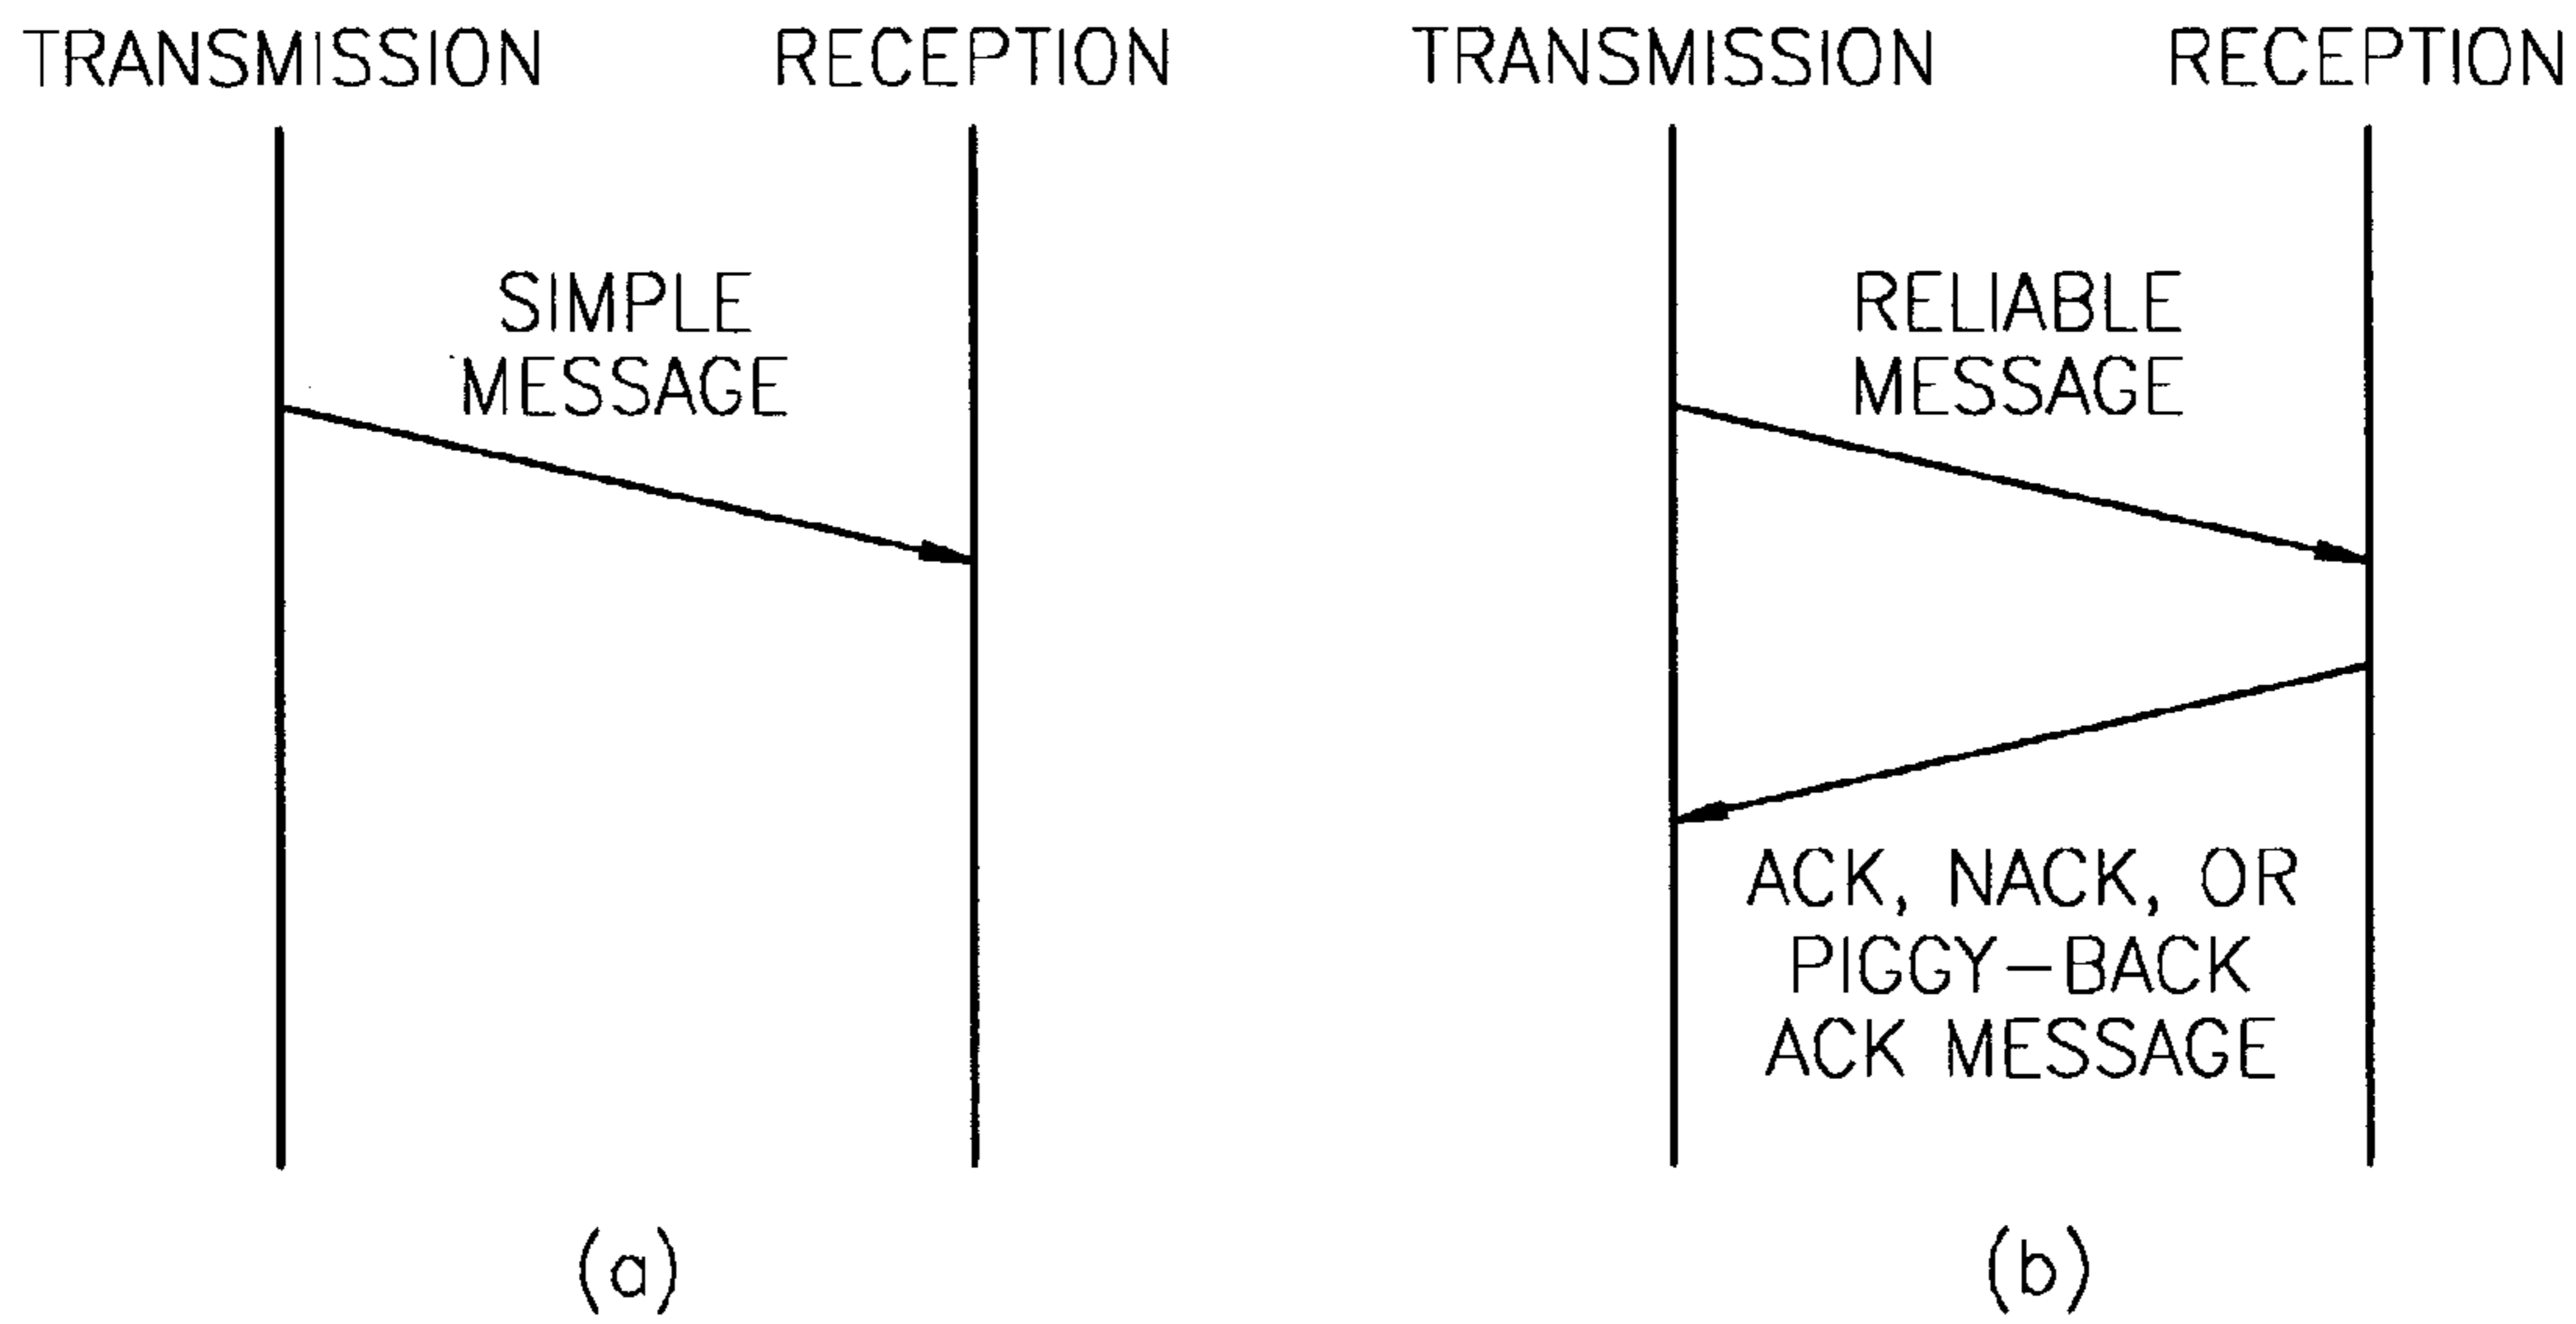 TRANSMISSION
RECEPTION
SIMPLE
MESSAGE
(a)
TRANSMISSION
RECEPTION
RELIABLE
MESSAGE
ACK, NACK, OR
PIGGY-BACK
ACK MESSAGE
(b)